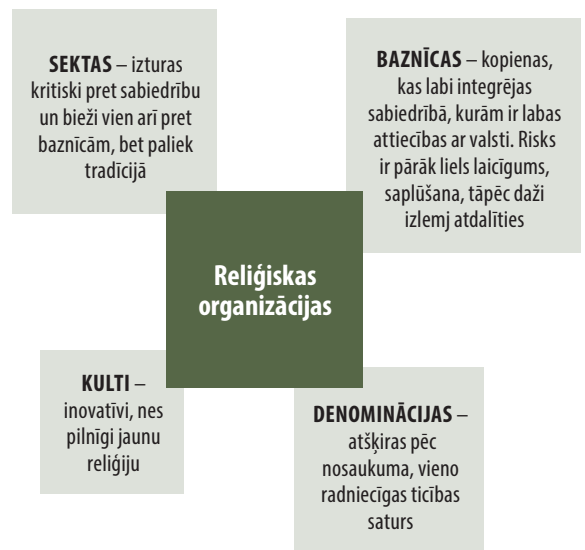 SEKTAS – izturas
kritiski pret sabiedrību
un bieži vien arī pret
baznīcām, bet paliek
tradīcijā
BAZNĪCAS – kopienas,
kas labi integrējas
sabiedrībā, kurām ir labas
attiecības ar valsti. Risks
ir pārāk liels laicīgums,
saplūšana, tāpēc daži
izlemj atdalīties
Reliģiskas
organizācijas
KULTI –
inovatīvi, nes
pilnīgi jaunu
reliģiju
DENOMINĀCIJAS –
atšķiras pēc
nosaukuma, vieno
radniecīgas ticības
saturs